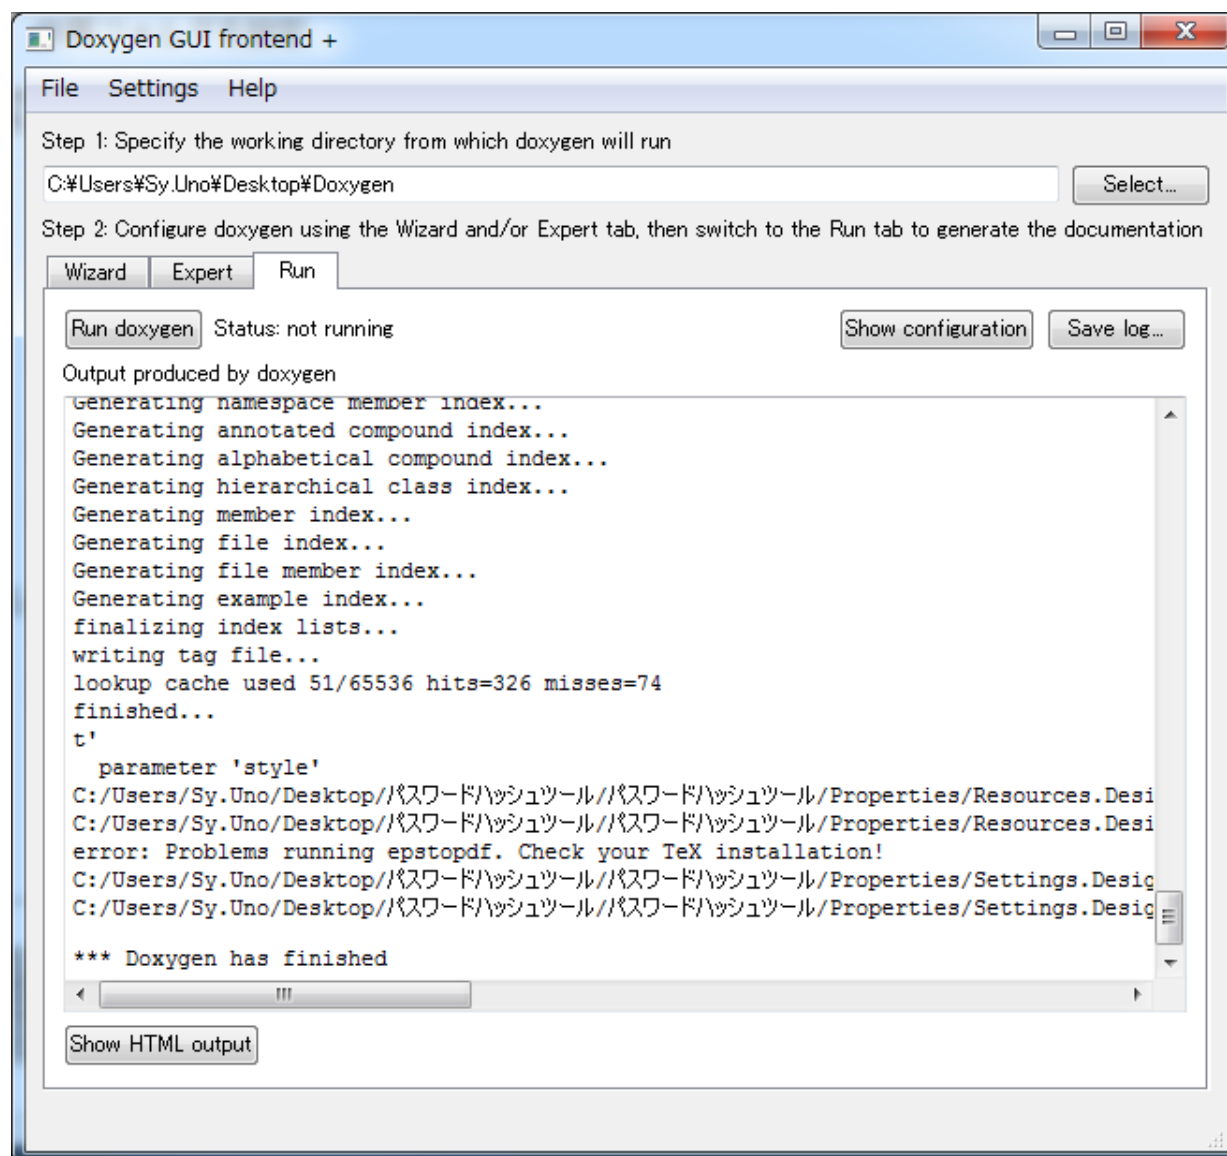 Doxygen GUI frontend +
File Settings Help
Step 1: Specify the working directory from which doxygen will run
C:¥Users¥Sy.Uno¥Desktop¥Doxygen Select...
Step 2: Configure doxygen using the Wizard and/or Expert tab, then switch to the Run tab to generate the documentation
Wizard Expert Run
Run doxygen Status: not running Show configuration Save log...
Output produced by doxygen
Generating namespace member index...
Generating annotated compound index...
Generating alphabetical compound index...
Generating hierarchical class index...
Generating member index...
Generating file index...
Generating file member index...
Generating example index...
finalizing index lists...
writing tag file...
lookup cache used 51/65536 hits=326 misses=74
finished...
t'
parameter 'style'
C:/Users/Sy.Uno/Desktop/パスワードハッシュツール/パスワードハッシュツール/Properties/Resources.Desi
C:/Users/Sy.Uno/Desktop/パスワードハッシュツール/パスワードハッシュツール/Properties/Resources.Desi
error: Problems running epstopdf. Check your TeX installation!
C:/Users/Sy.Uno/Desktop/パスワードハッシュツール/パスワードハッシュツール/Properties/Settings.Desig
C:/Users/Sy.Uno/Desktop/パスワードハッシュツール/パスワードハッシュツール/Properties/Settings.Desig
*** Doxygen has finished
Show HTML output